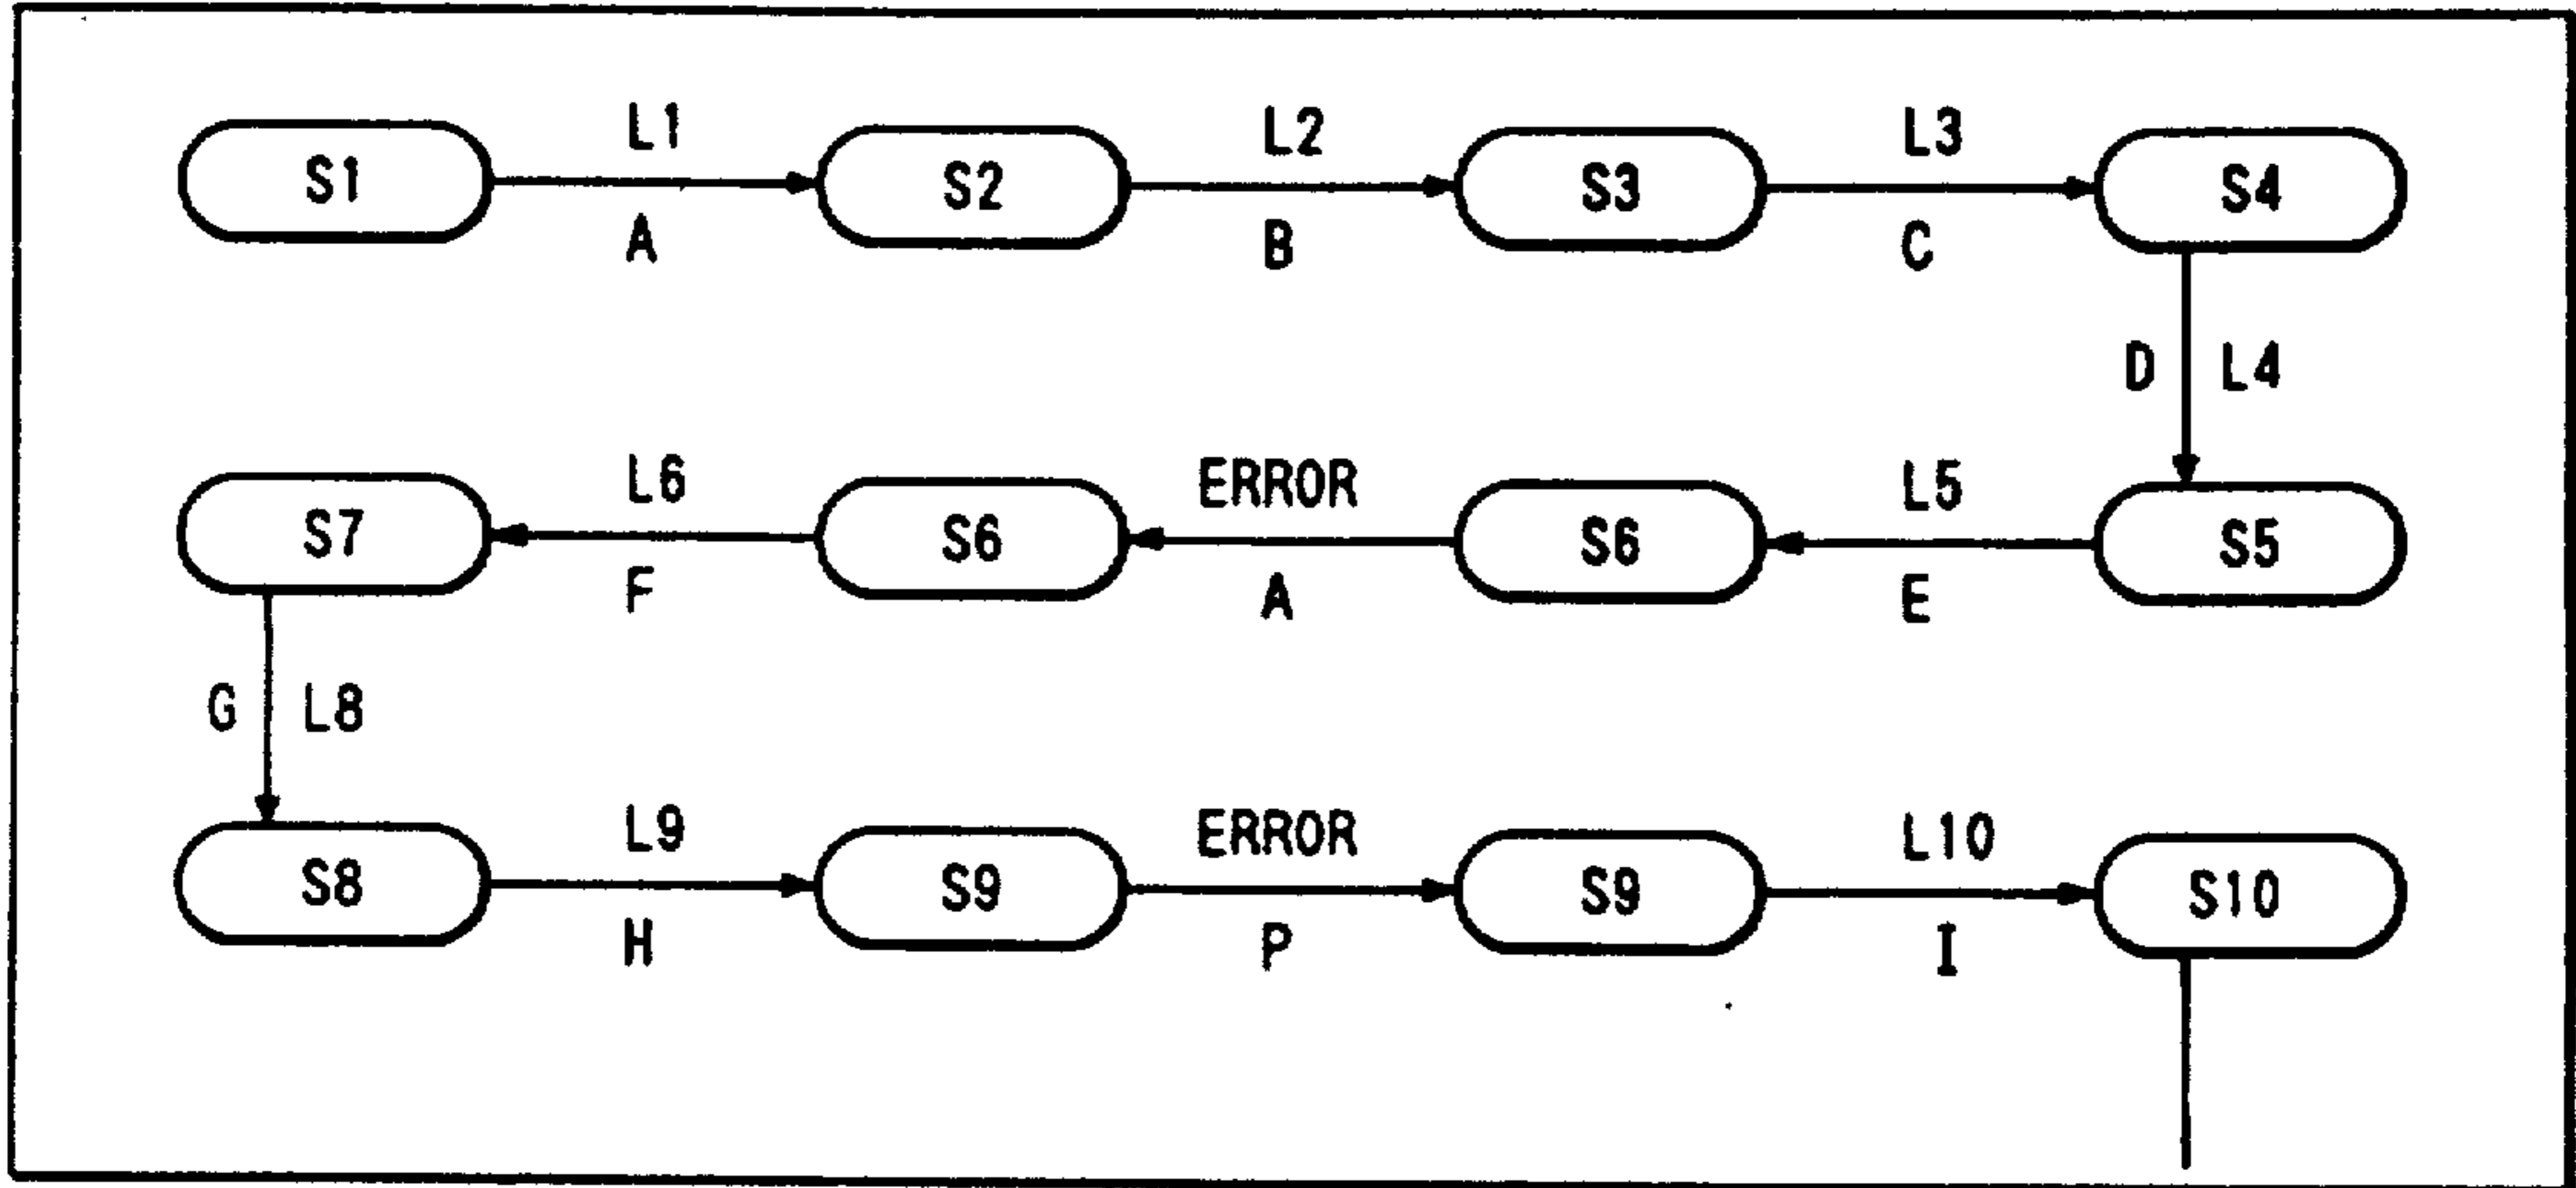 L1 L2 L3
S1 S2 S3 S4
A B C
D L4
L6 ERROR L5
S7 S6 S6 S5
F A E
G L8
L9 ERROR L10
S8 S9 S9 S10
H P I